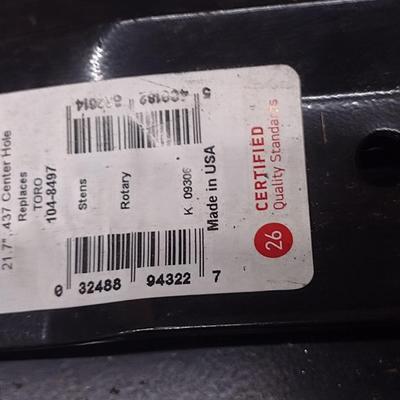 21.7" .437 Center Hole
Replaces
TORO
104-8497
Stens
Rotary
K 09306
Made in USA
0 32488 94322 7
26
CERTIFIED
Quality Standards